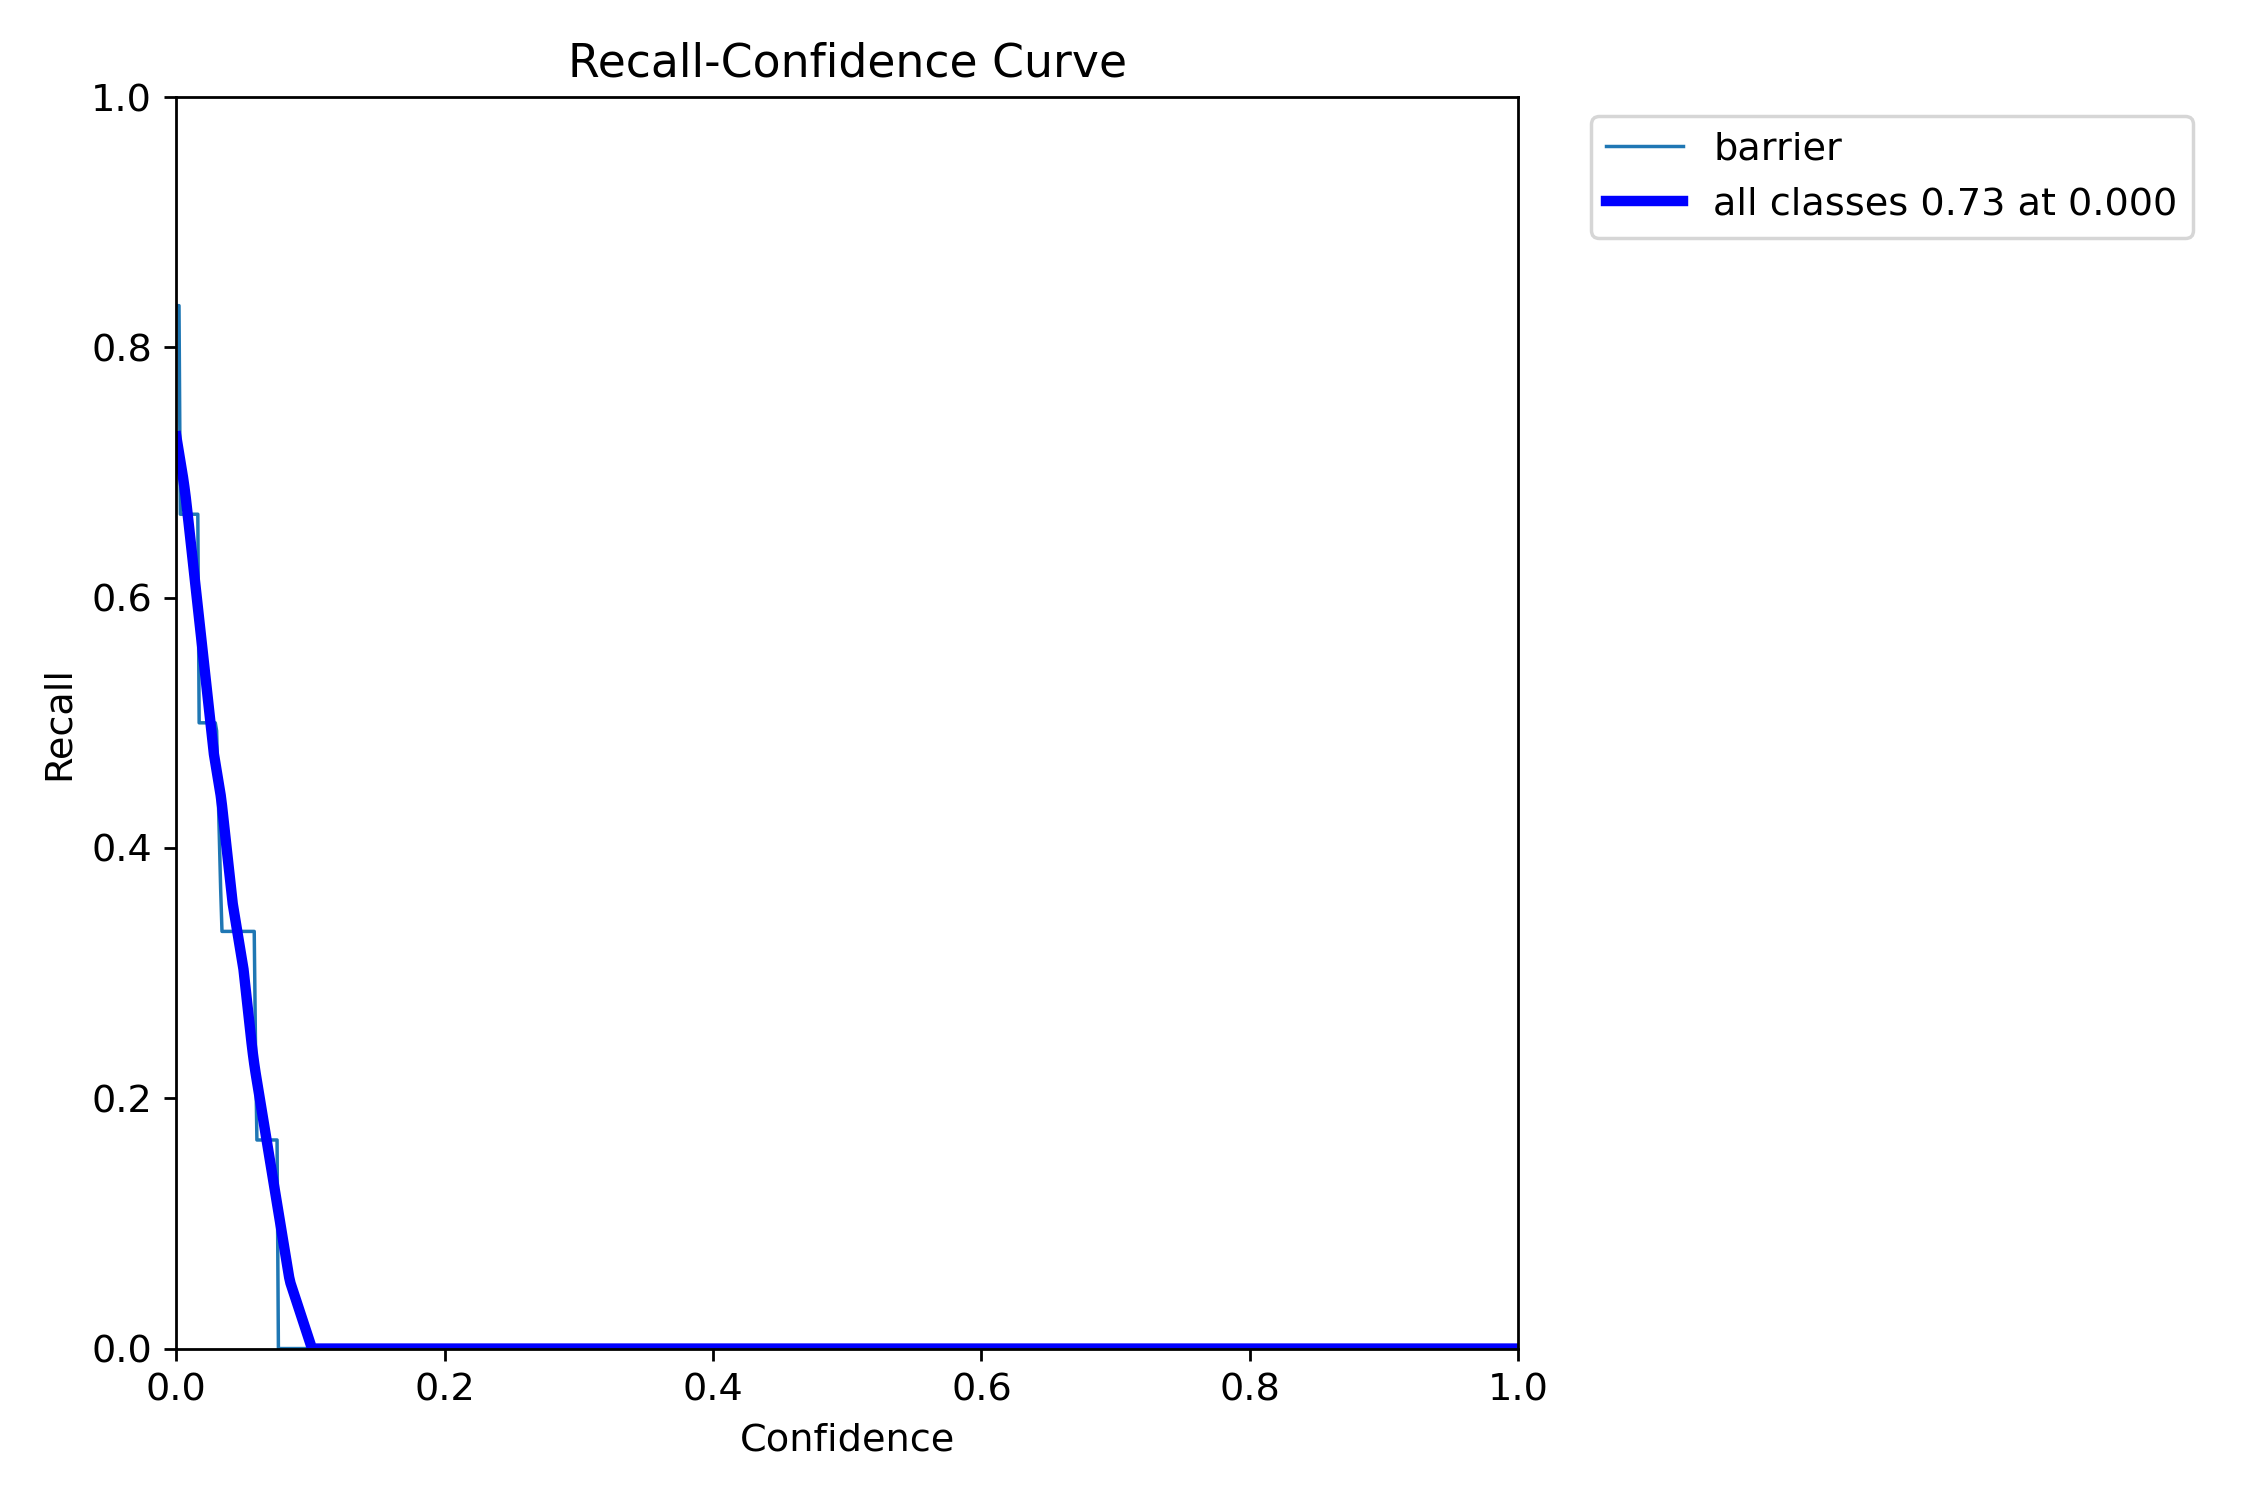 Recall-Confidence Curve
barrier
all classes 0.73 at 0.000
1.0
0.8
0.6
0.4
0.2
0.0
Recall
0.0 0.2 0.4 0.6 0.8 1.0
Confidence